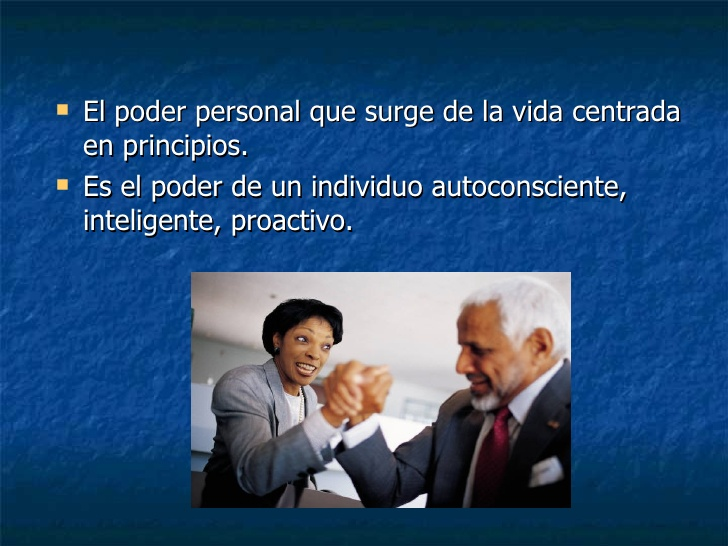 El poder personal que surge de la vida centrada
en principios.
Es el poder de un individuo autoconsciente,
inteligente, proactivo.